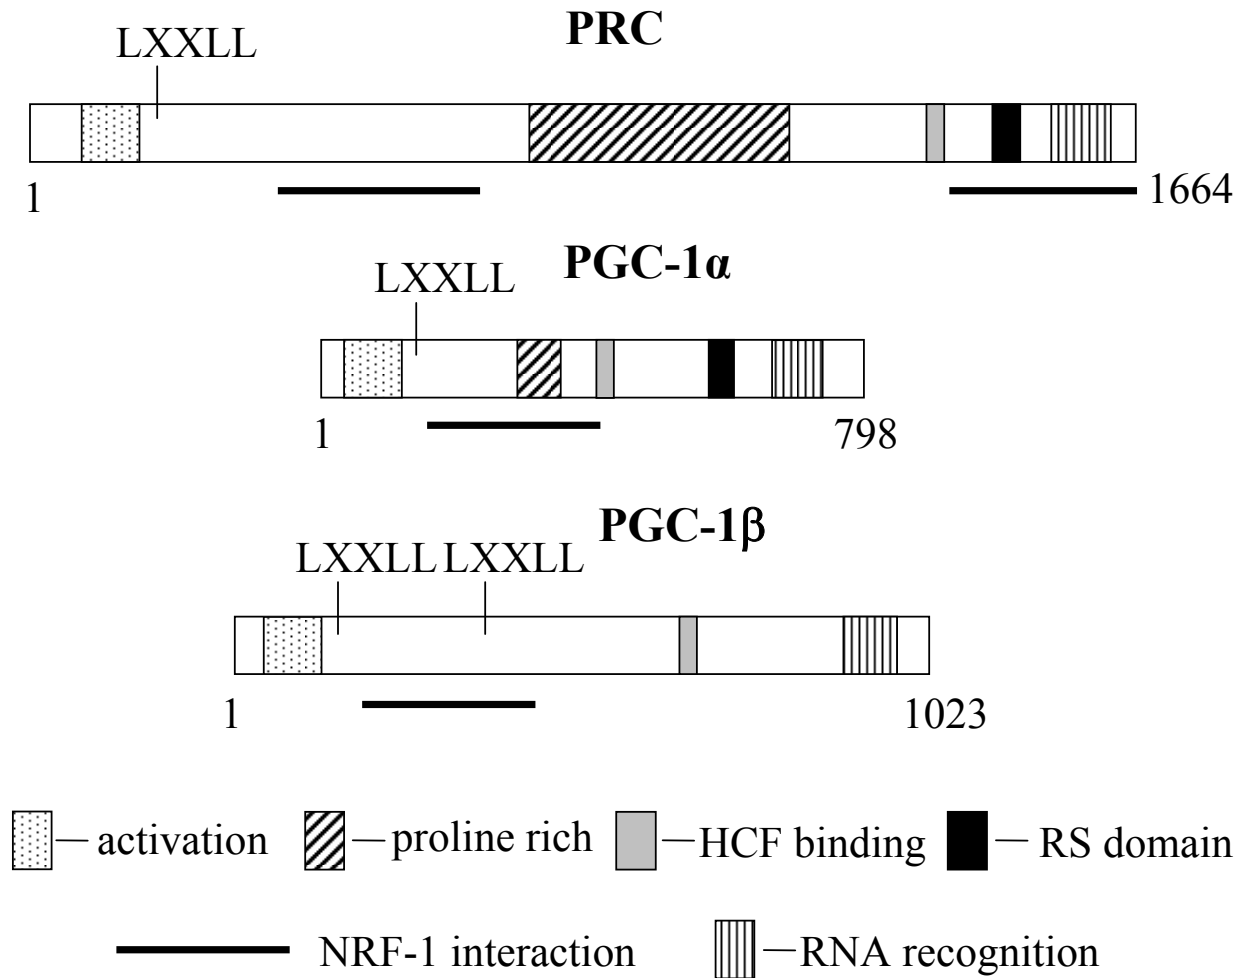 PRC
LXXLL
1
1664
PGC-1α
LXXLL
1
798
PGC-1β
LXXLL LXXLL
1
1023
activation
proline rich
HCF binding
RS domain
NRF-1 interaction
RNA recognition